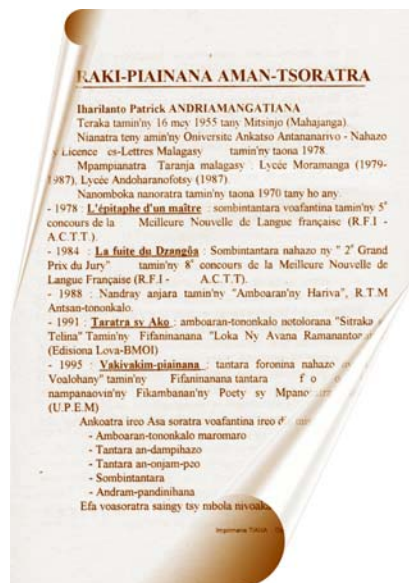 RAKI-PIAINANA AMAN-TSORATRA
Iharilanto Patrick ANDRIAMANGATIANA
Teraka tamin'ny 16 mey 1955 tany Mitsinjo (Mahajanga).
Nianatra teny amin'ny Oniversite Ankatso Antananarivo - Nahazo
Licence es-Lettres Malagasy tamin'ny taona 1978.
Mpampianatra Taranja malagasy : Lycée Moramanga (1979-
1987), Lycée Andoharanofotsy (1987).
Nanomboka nanoratra tamin'ny taona 1970 tany ho any.
- 1978 : L'épitaphe d'un maître : sombintantara voafantina tamin'ny 5°
concours de la Meilleure Nouvelle de Langue française (R.F.I -
A.C.T.T.).
- 1984 : La fuite du Dzangôa : Sombintantara nahazo ny " 2° Grand
Prix du Jury" tamin'ny 8° concours de la Meilleure Nouvelle de
Langue Française (R.F.I - A.C.T.T).
- 1988 : Nandray anjara tamin'ny "Amboaran'ny Hariva", R.T.M
Antsan-tononkalo.
- 1991 : Taratra sy Ako : amboaran-tononkalo notolorana "Sitraka
Telina" Tamin'ny Fifaninanana "Loka Ny Avana
(Edisiona Lova-BMOI)
- 1995 : Vakivakim-piainana : tantara foronina nahazo
Voalohany" tamin'ny Fifaninanana tantara f o
nampanaovin'ny Fikambanan'ny Poety sy
(U.P.E.M)
Ankoatra ireo Asa soratra voafantina ireo
- Amboaran-tononkalo maromaro
- Tantara an-dampihazo
- Tantara an-onjam-peo
- Sombintantara
- Andram-pandinihana
Efa voasoratra saingy tsy mbola